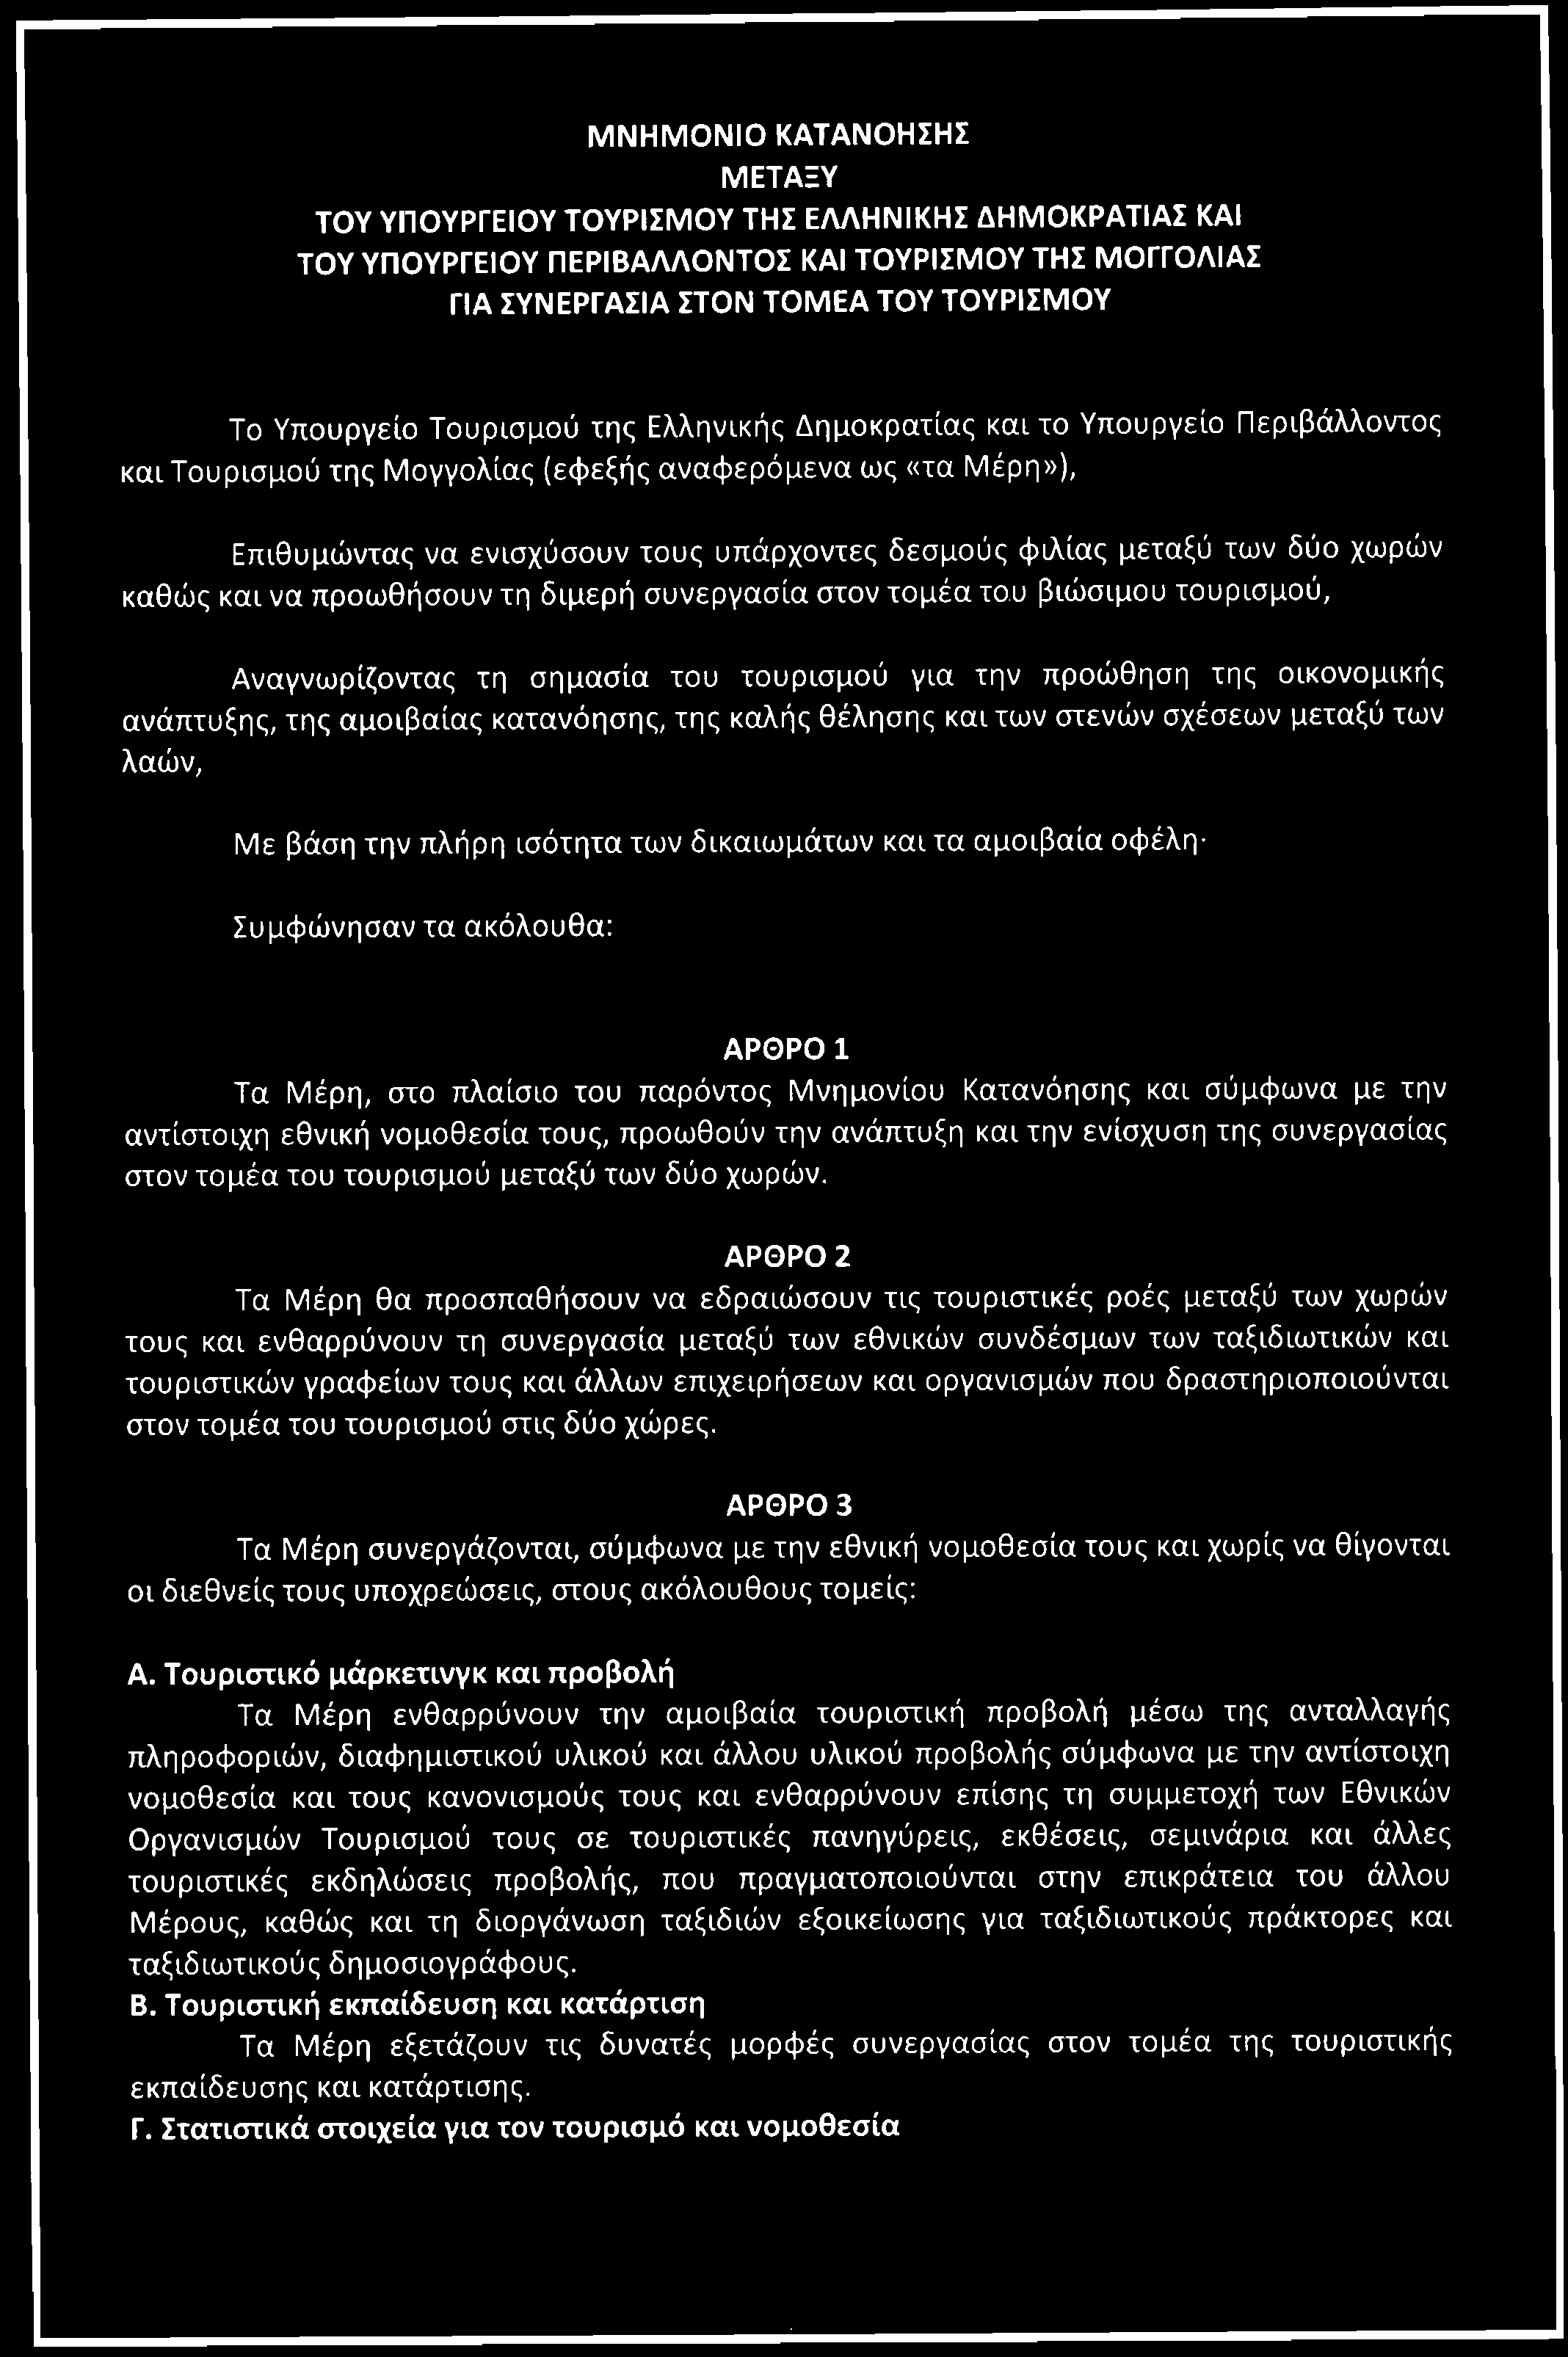 ΜΝΗΜΟΝΙΟ ΚΑΤΑΝΟΗΣΗΣ
ΜΕΤΑΞΥ
ΤΟΥ ΥΠΟΥΡΓΕΙΟΥ ΤΟΥΡΙΣΜΟΥ ΤΗΣ ΕΛΛΗΝΙΚΗΣ ΔΗΜΟΚΡΑΤΙΑΣ ΚΑΙ
ΤΟΥ ΥΠΟΥΡΓΕΙΟΥ ΠΕΡΙΒΑΛΛΟΝΤΟΣ ΚΑΙ ΤΟΥΡΙΣΜΟΥ ΤΗΣ ΜΟΓΓΟΛΙΑΣ
ΓΙΑ ΣΥΝΕΡΓΑΣΙΑ ΣΤΟΝ ΤΟΜΕΑ ΤΟΥ ΤΟΥΡΙΣΜΟΥ
Το Υπουργείο Τουρισμού της Ελληνικής Δημοκρατίας και το Υπουργείο Περιβάλλοντος
και Τουρισμού της Μογγολίας (εφεξής αναφερόμενα ως «τα Μέρη»),
Επιθυμώντας να ενισχύσουν τους υπάρχοντες δεσμούς φιλίας μεταξύ των δύο χωρών
καθώς και να προωθήσουν τη διμερή συνεργασία στον τομέα του βιώσιμου τουρισμού,
Αναγνωρίζοντας τη σημασία του τουρισμού για την προώθηση της οικονομικής
ανάπτυξης, της αμοιβαίας κατανόησης, της καλής θέλησης και των στενών σχέσεων μεταξύ των
λαών,
Με βάση την πλήρη ισότητα των δικαιωμάτων και τα αμοιβαία οφέλη·
Συμφώνησαν τα ακόλουθα:
ΑΡΘΡΟ 1
Τα Μέρη, στο πλαίσιο του παρόντος Μνημονίου Κατανόησης και σύμφωνα με την
αντίστοιχη εθνική νομοθεσία τους, προωθούν την ανάπτυξη και την ενίσχυση της συνεργασίας
στον τομέα του τουρισμού μεταξύ των δύο χωρών.
ΑΡΘΡΟ 2
Τα Μέρη θα προσπαθήσουν να εδραιώσουν τις τουριστικές ροές μεταξύ των χωρών
τους και ενθαρρύνουν τη συνεργασία μεταξύ των εθνικών συνδέσμων των ταξιδιωτικών και
τουριστικών γραφείων τους και άλλων επιχειρήσεων και οργανισμών που δραστηριοποιούνται
στον τομέα του τουρισμού στις δύο χώρες.
ΑΡΘΡΟ 3
Τα Μέρη συνεργάζονται, σύμφωνα με την εθνική νομοθεσία τους και χωρίς να θίγονται
οι διεθνείς τους υποχρεώσεις, στους ακόλουθους τομείς:
Α. Τουριστικό μάρκετινγκ και προβολή
Τα Μέρη ενθαρρύνουν την αμοιβαία τουριστική προβολή μέσω της ανταλλαγής
πληροφοριών, διαφημιστικού υλικού και άλλου υλικού προβολής σύμφωνα με την αντίστοιχη
νομοθεσία και τους κανονισμούς τους και ενθαρρύνουν επίσης τη συμμετοχή των Εθνικών
Οργανισμών Τουρισμού τους σε τουριστικές πανηγύρεις, εκθέσεις, σεμινάρια και άλλες
τουριστικές εκδηλώσεις προβολής, που πραγματοποιούνται στην επικράτεια του άλλου
Μέρους, καθώς και τη διοργάνωση ταξιδιών εξοικείωσης για ταξιδιωτικούς πράκτορες και
ταξιδιωτικούς δημοσιογράφους.
Β. Τουριστική εκπαίδευση και κατάρτιση
Τα Μέρη εξετάζουν τις δυνατές μορφές συνεργασίας στον τομέα της τουριστικής
εκπαίδευσης και κατάρτισης.
Γ. Στατιστικά στοιχεία για τον τουρισμό και νομοθεσία